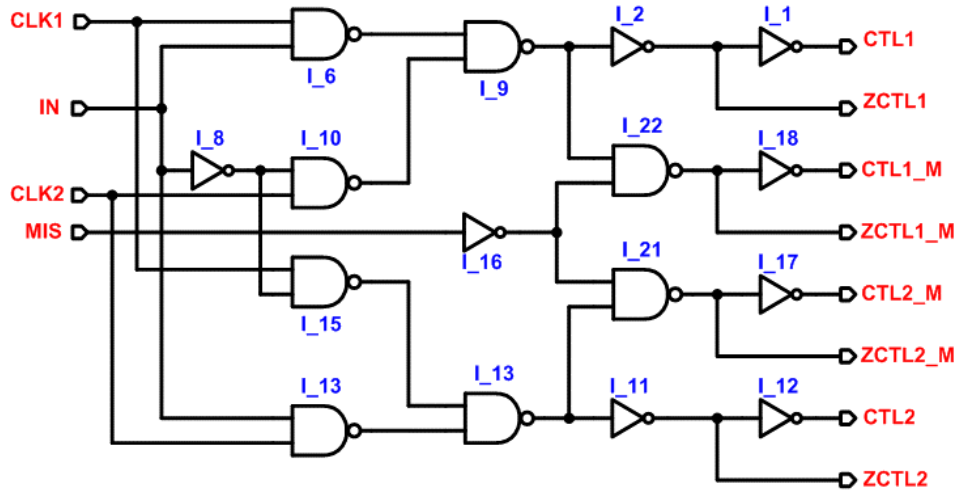 CLK1
I_6
I_9
I_2
I_1
CTL1
IN
ZCTL1
I_8
I_10
I_22
I_18
CTL1_M
CLK2
MIS
I_16
ZCTL1_M
I_21
I_17
CTL2_M
I_15
ZCTL2_M
I_13
I_13
I_11
I_12
CTL2
ZCTL2